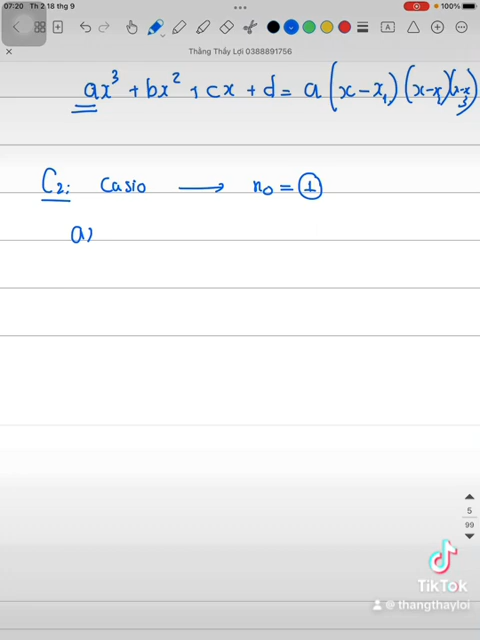 07:20 Th 2 18 thg 9
100%
Thằng Thầy Lợi 0388891756
ax³ + bx² + cx + d = a(x-x₁)(x-x₂)(x-x₃)
C₂: Casio → n₀ = ①
a,
5
99
TikTok
@thangthayloi